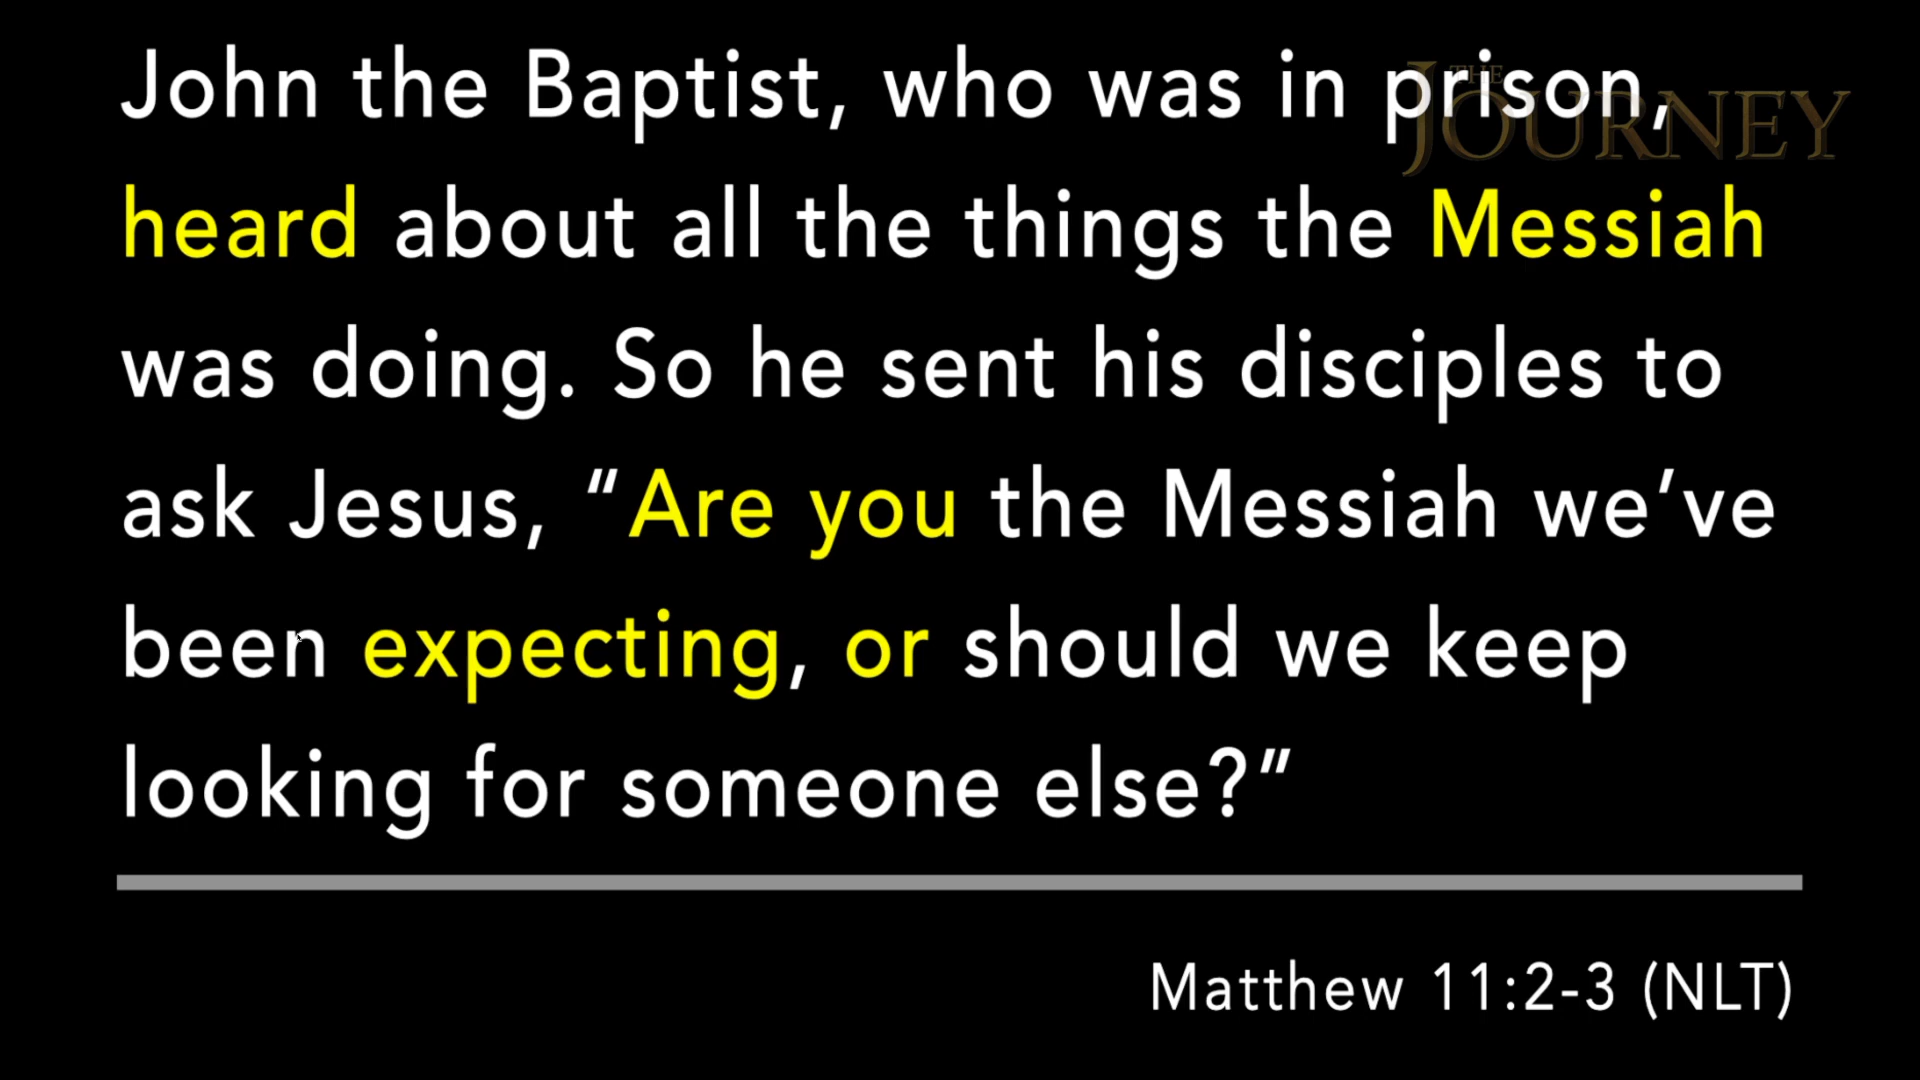 John the Baptist, who was in prison,
THE
JOURNEY
heard about all the things the Messiah
was doing. So he sent his disciples to
ask Jesus, “Are you the Messiah we’ve
been expecting, or should we keep
looking for someone else?”
Matthew 11:2-3 (NLT)